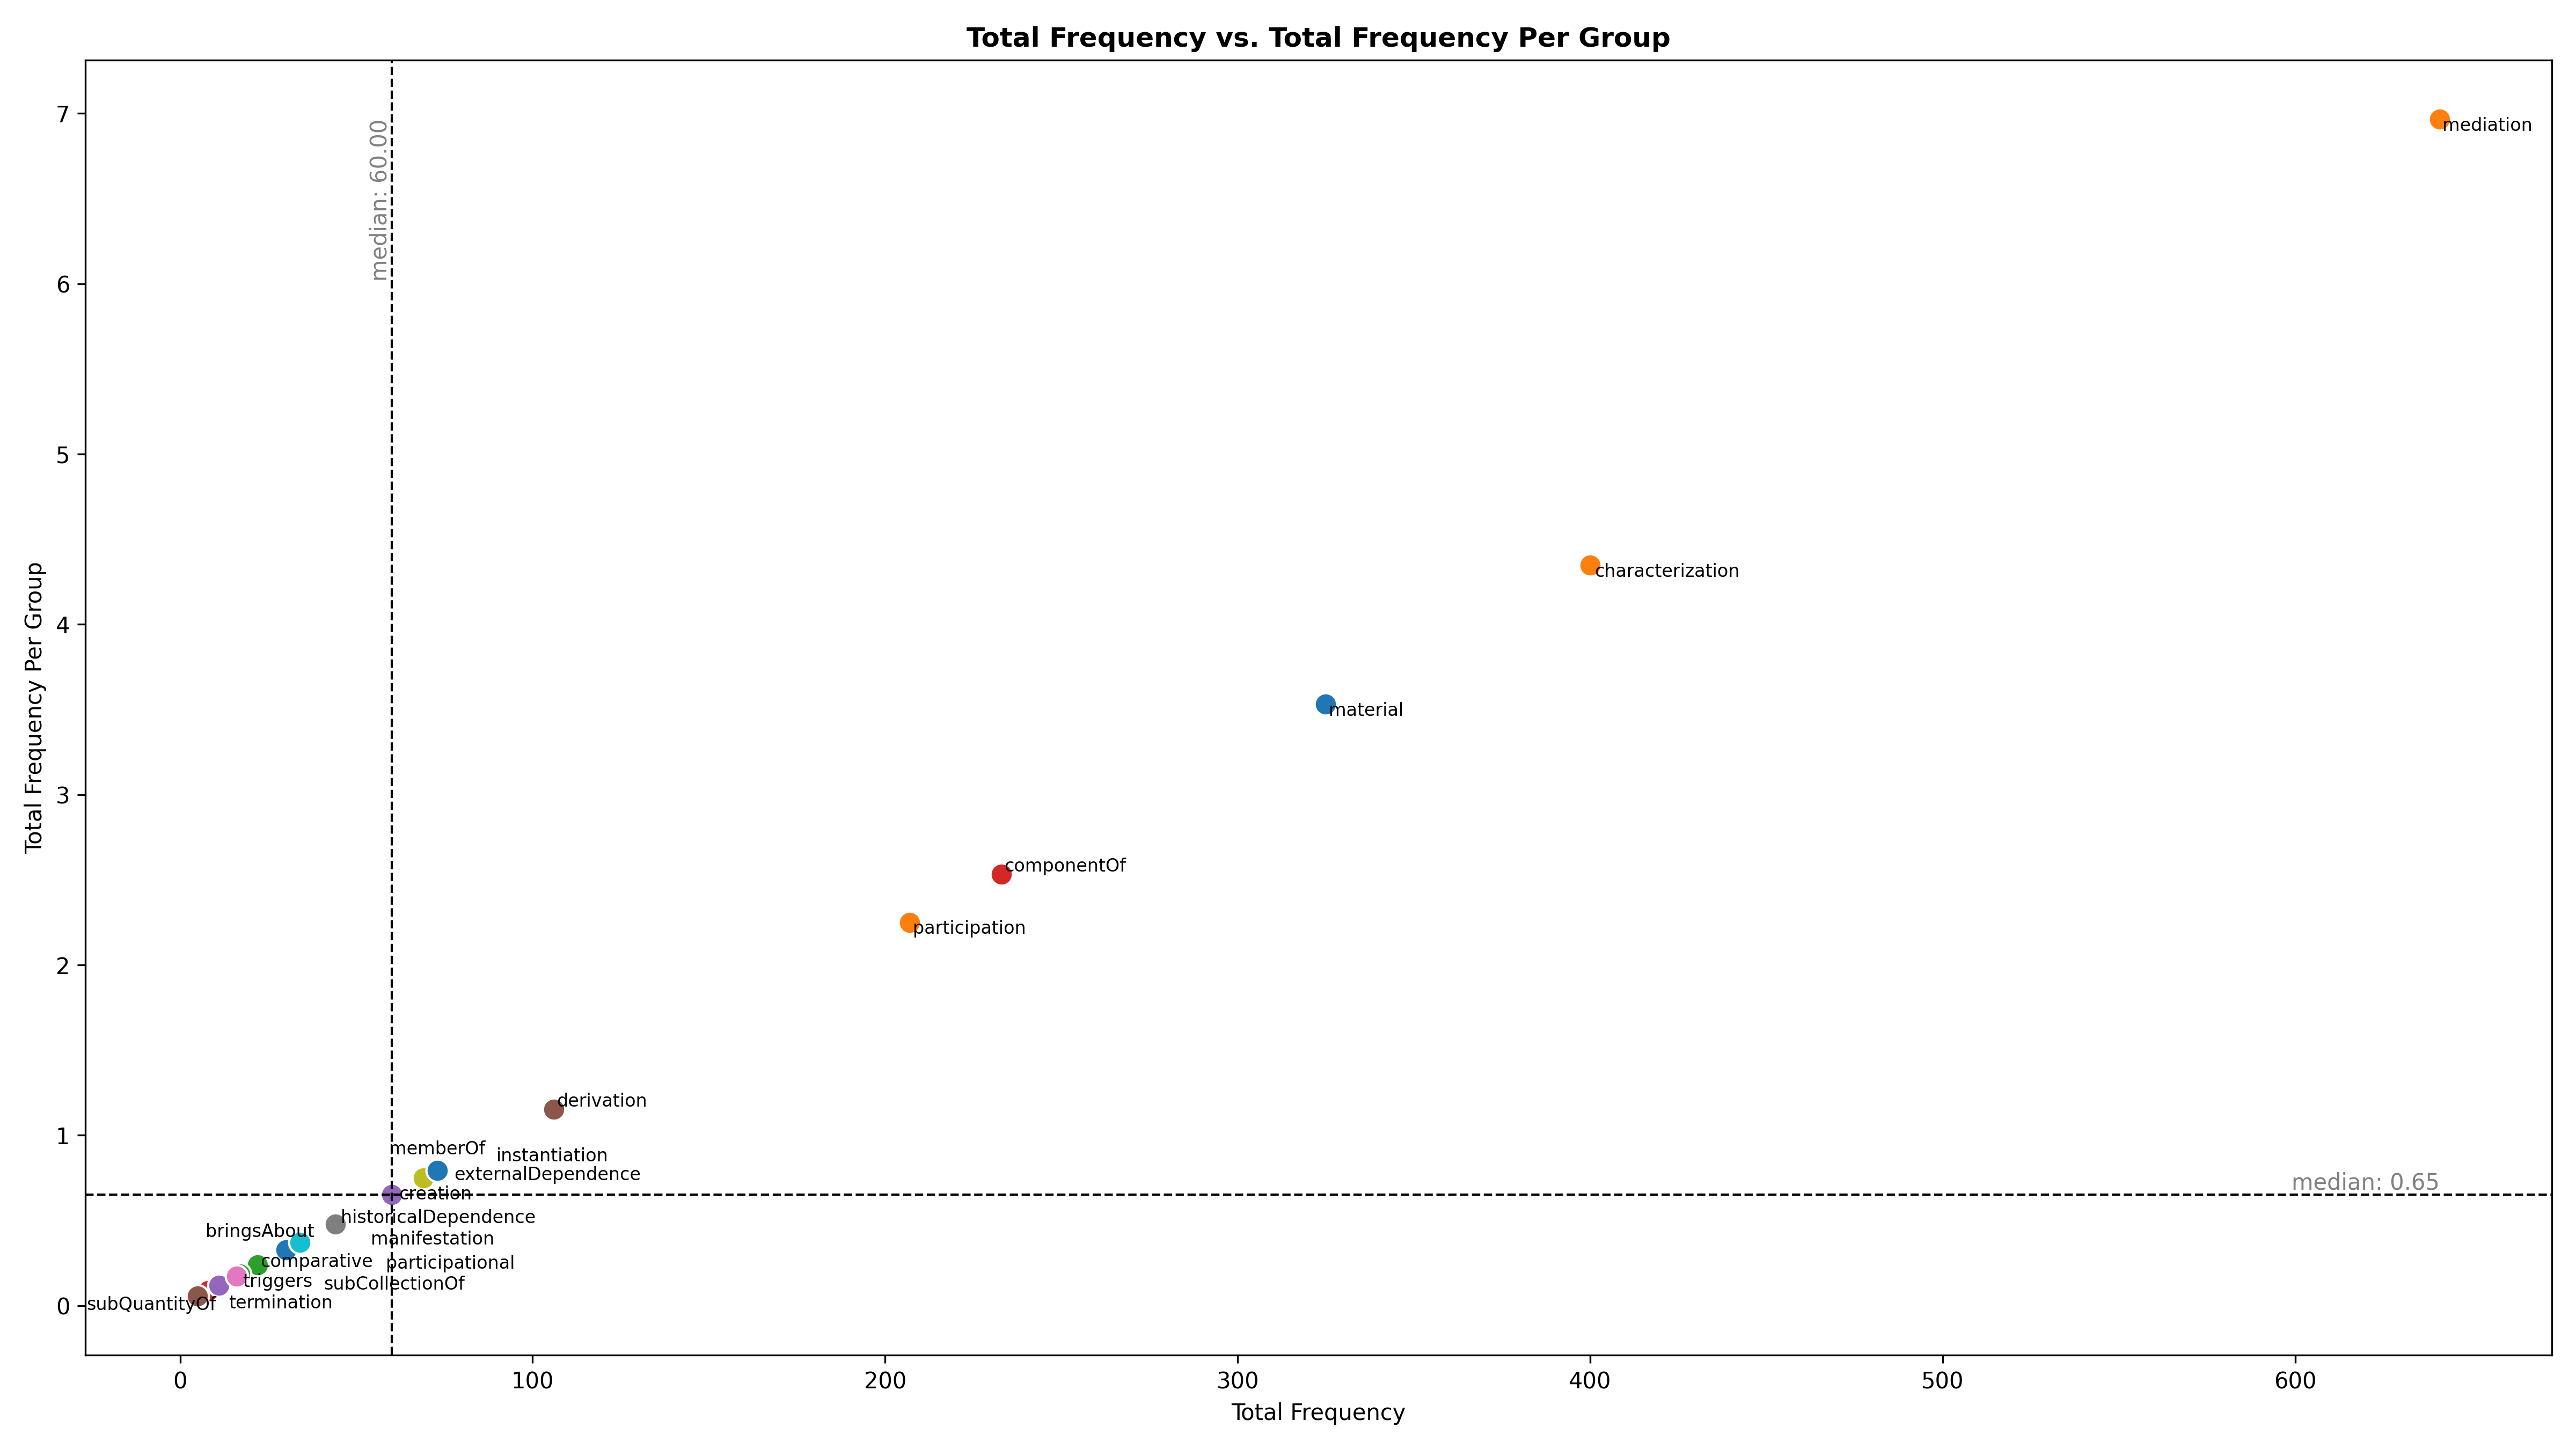 Total Frequency vs. Total Frequency Per Group
Total Frequency Per Group
7
6
5
4
3
2
1
0
median: 60.00
mediation
characterization
material
componentOf
participation
derivation
memberOf
instantiation
externalDependence
median: 0.65
creation
historicalDependence
bringsAbout
manifestation
comparative
participational
triggers
subCollectionOf
subQuantityOf
termination
0
100
200
300
400
500
600
Total Frequency